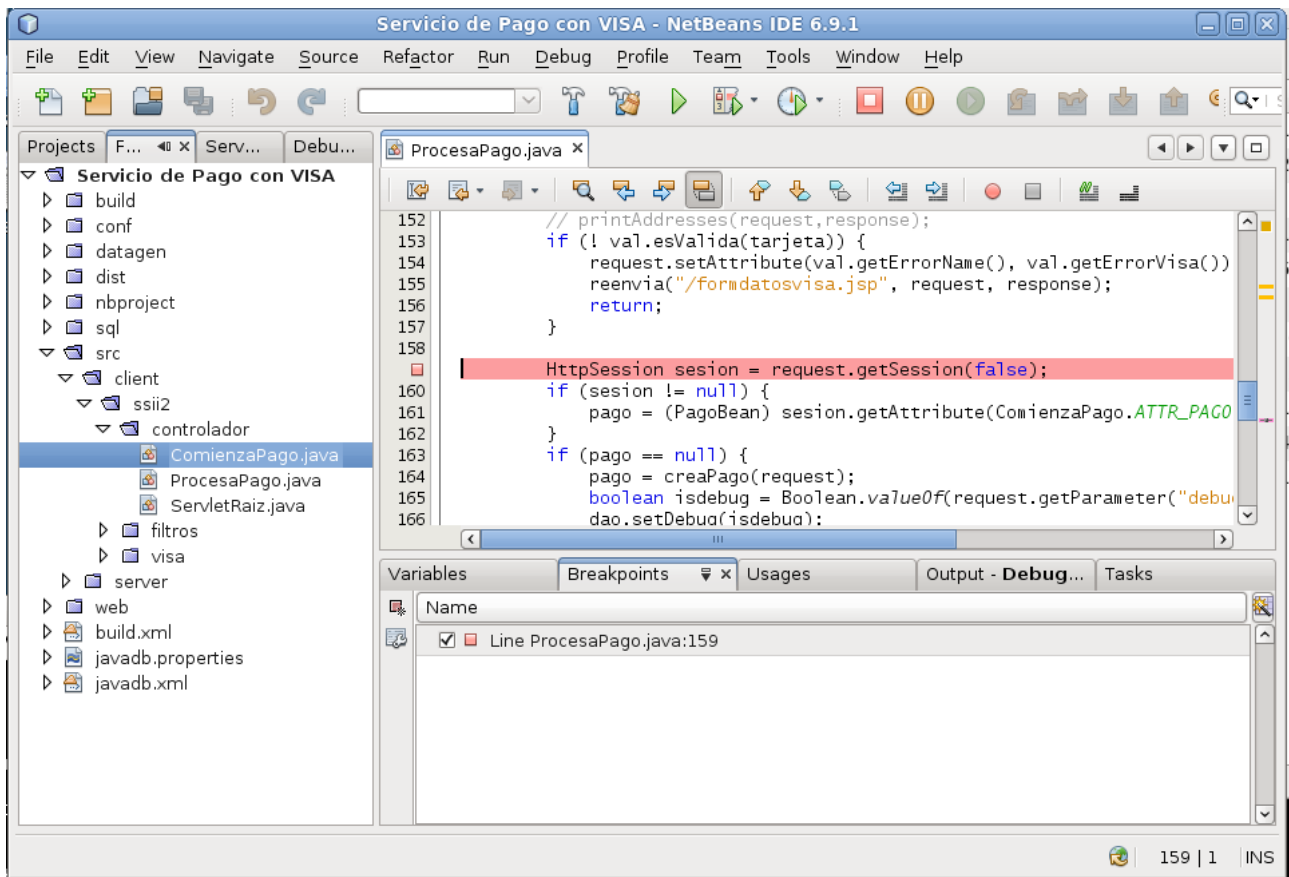 Servicio de Pago con VISA - NetBeans IDE 6.9.1
File Edit View Navigate Source Refactor Run Debug Profile Team Tools Window Help
Projects F... Serv... Debu...
Servicio de Pago con VISA
build
conf
datagen
dist
nbproject
sql
src
client
ssii2
controlador
ComienzaPago.java
ProcesaPago.java
ServletRaiz.java
filtros
visa
server
web
build.xml
javadb.properties
javadb.xml
ProcesaPago.java
152 // printAddresses(request,response);
153 if (! val.esValida(tarjeta)) {
154 request.setAttribute(val.getErrorName(), val.getErrorVisa())
155 reenvia("/formdatosvisa.jsp", request, response);
156 return;
157 }
158
HttpSession sesion = request.getSession(false);
160 if (sesion != null) {
161 pago = (PagoBean) sesion.getAttribute(ComienzaPago.ATTR_PAGO
162 }
163 if (pago == null) {
164 pago = creaPago(request);
165 boolean isdebug = Boolean.valueOf(request.getParameter("debu
166 dao.setDebug(isdebug);
Variables Breakpoints Usages Output - Debug... Tasks
Name
Line ProcesaPago.java:159
159 | 1 INS